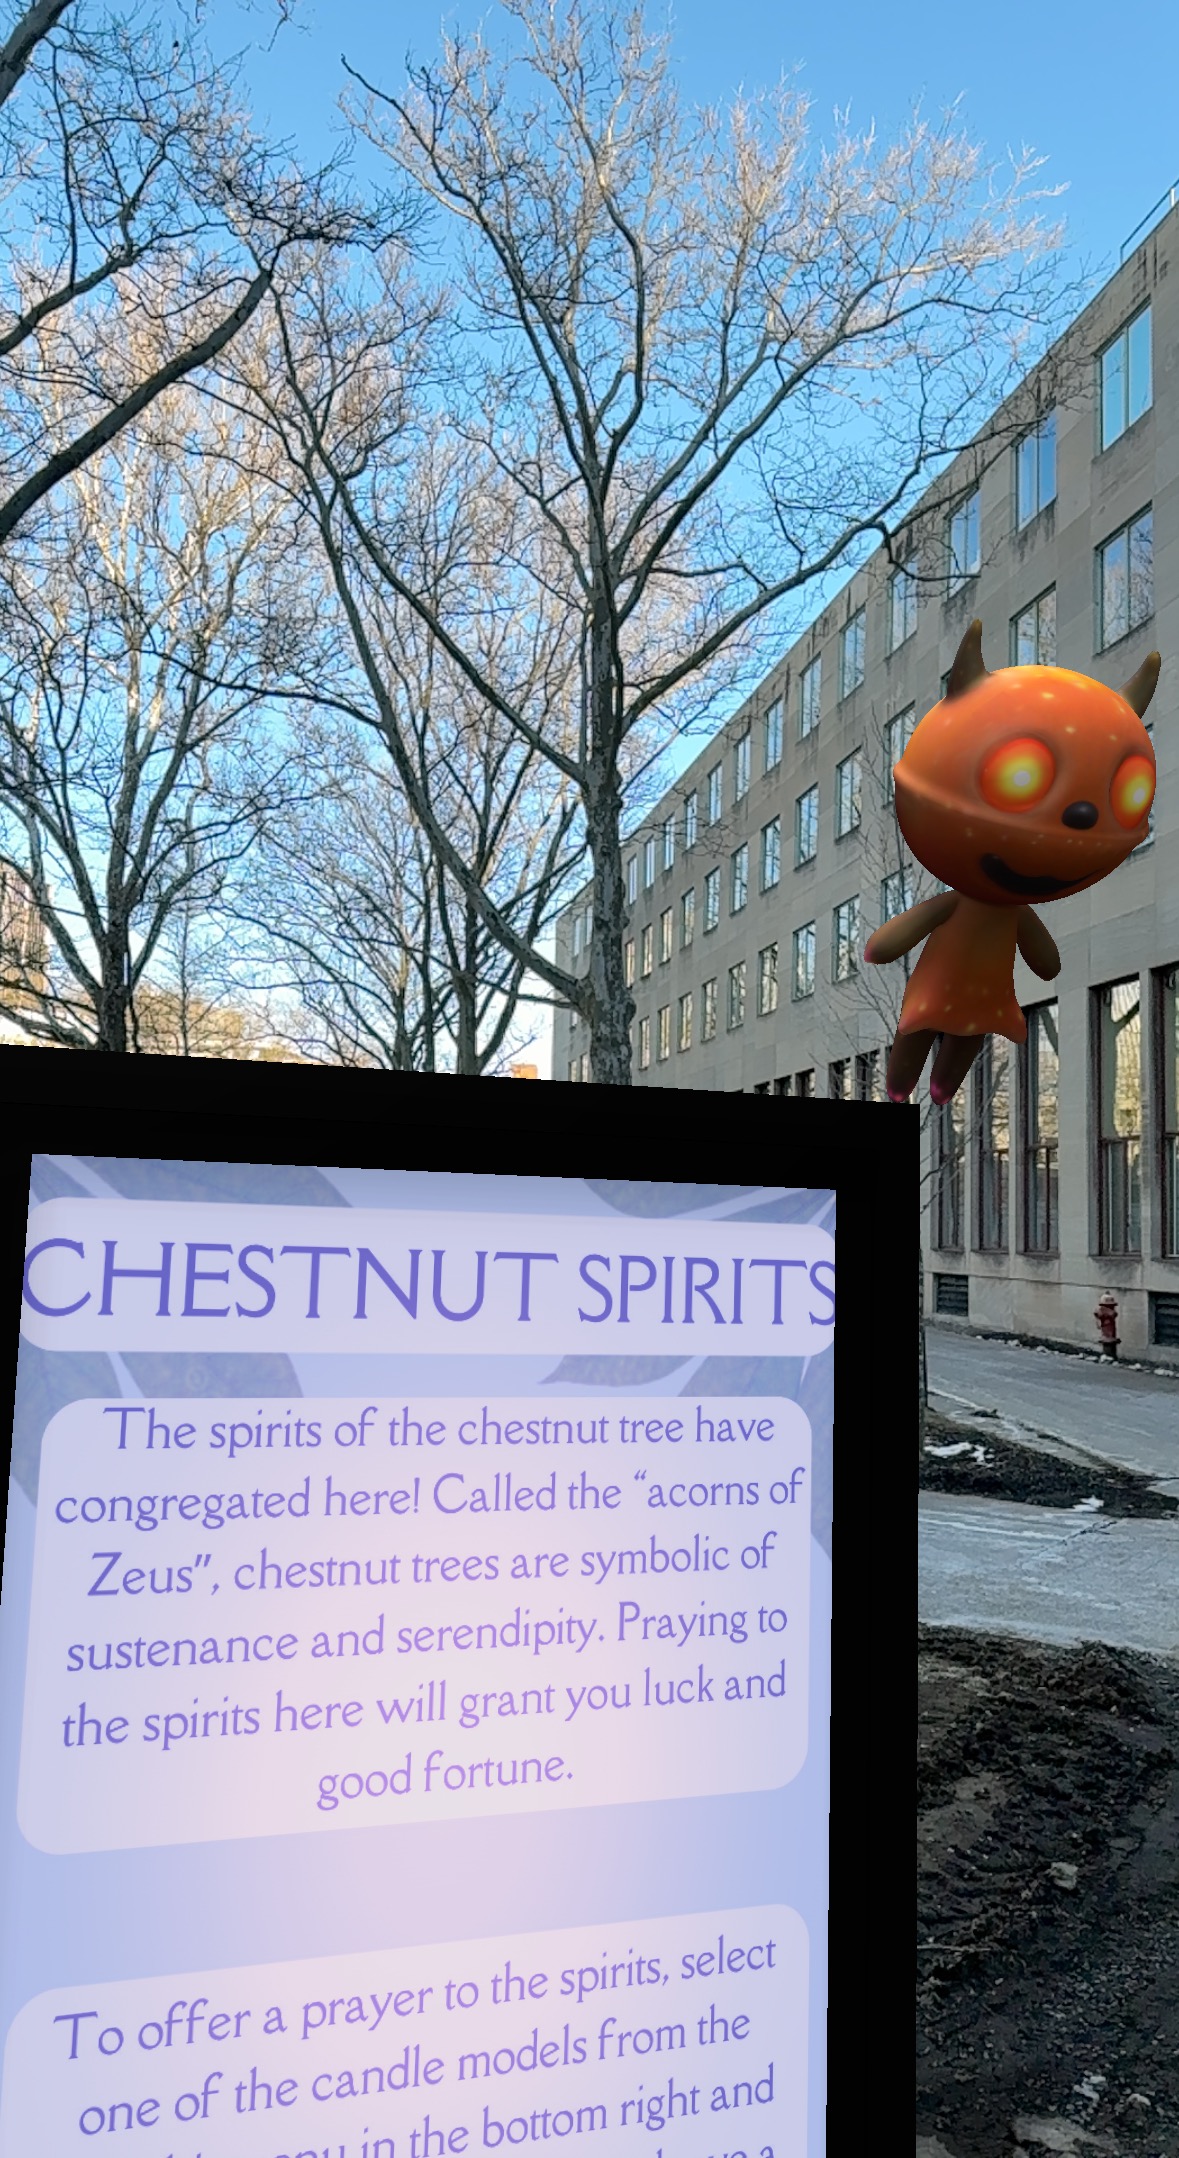 CHESTNUT SPIRITS
The spirits of the chestnut tree have
congregated here! Called the “acorns of
Zeus”, chestnut trees are symbolic of
sustenance and serendipity. Praying to
the spirits here will grant you luck and
good fortune.
To offer a prayer to the spirits, select
one of the candle models from the
in the bottom right and
a